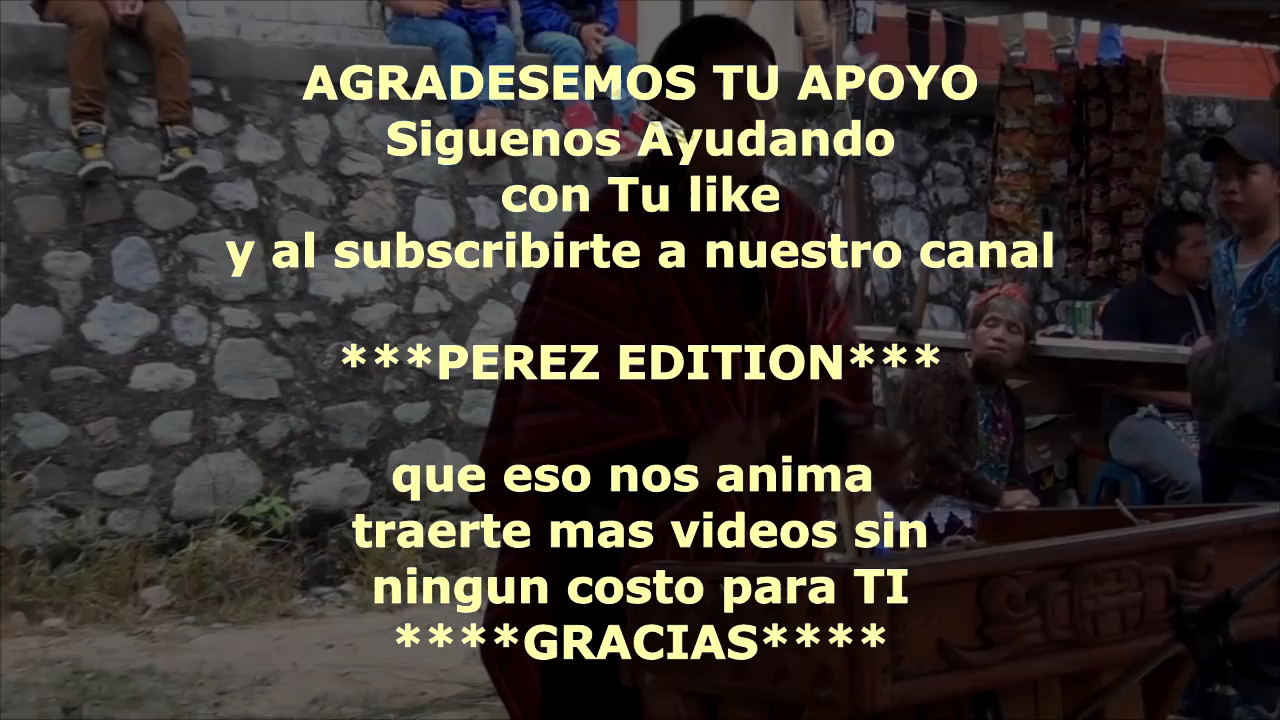 AGRADESEMOS TU APOYO
Siguenos Ayudando
con Tu like
y al subscribirte a nuestro canal
***PEREZ EDITION***
que eso nos anima
traerte mas videos sin
ningun costo para TI
****GRACIAS****